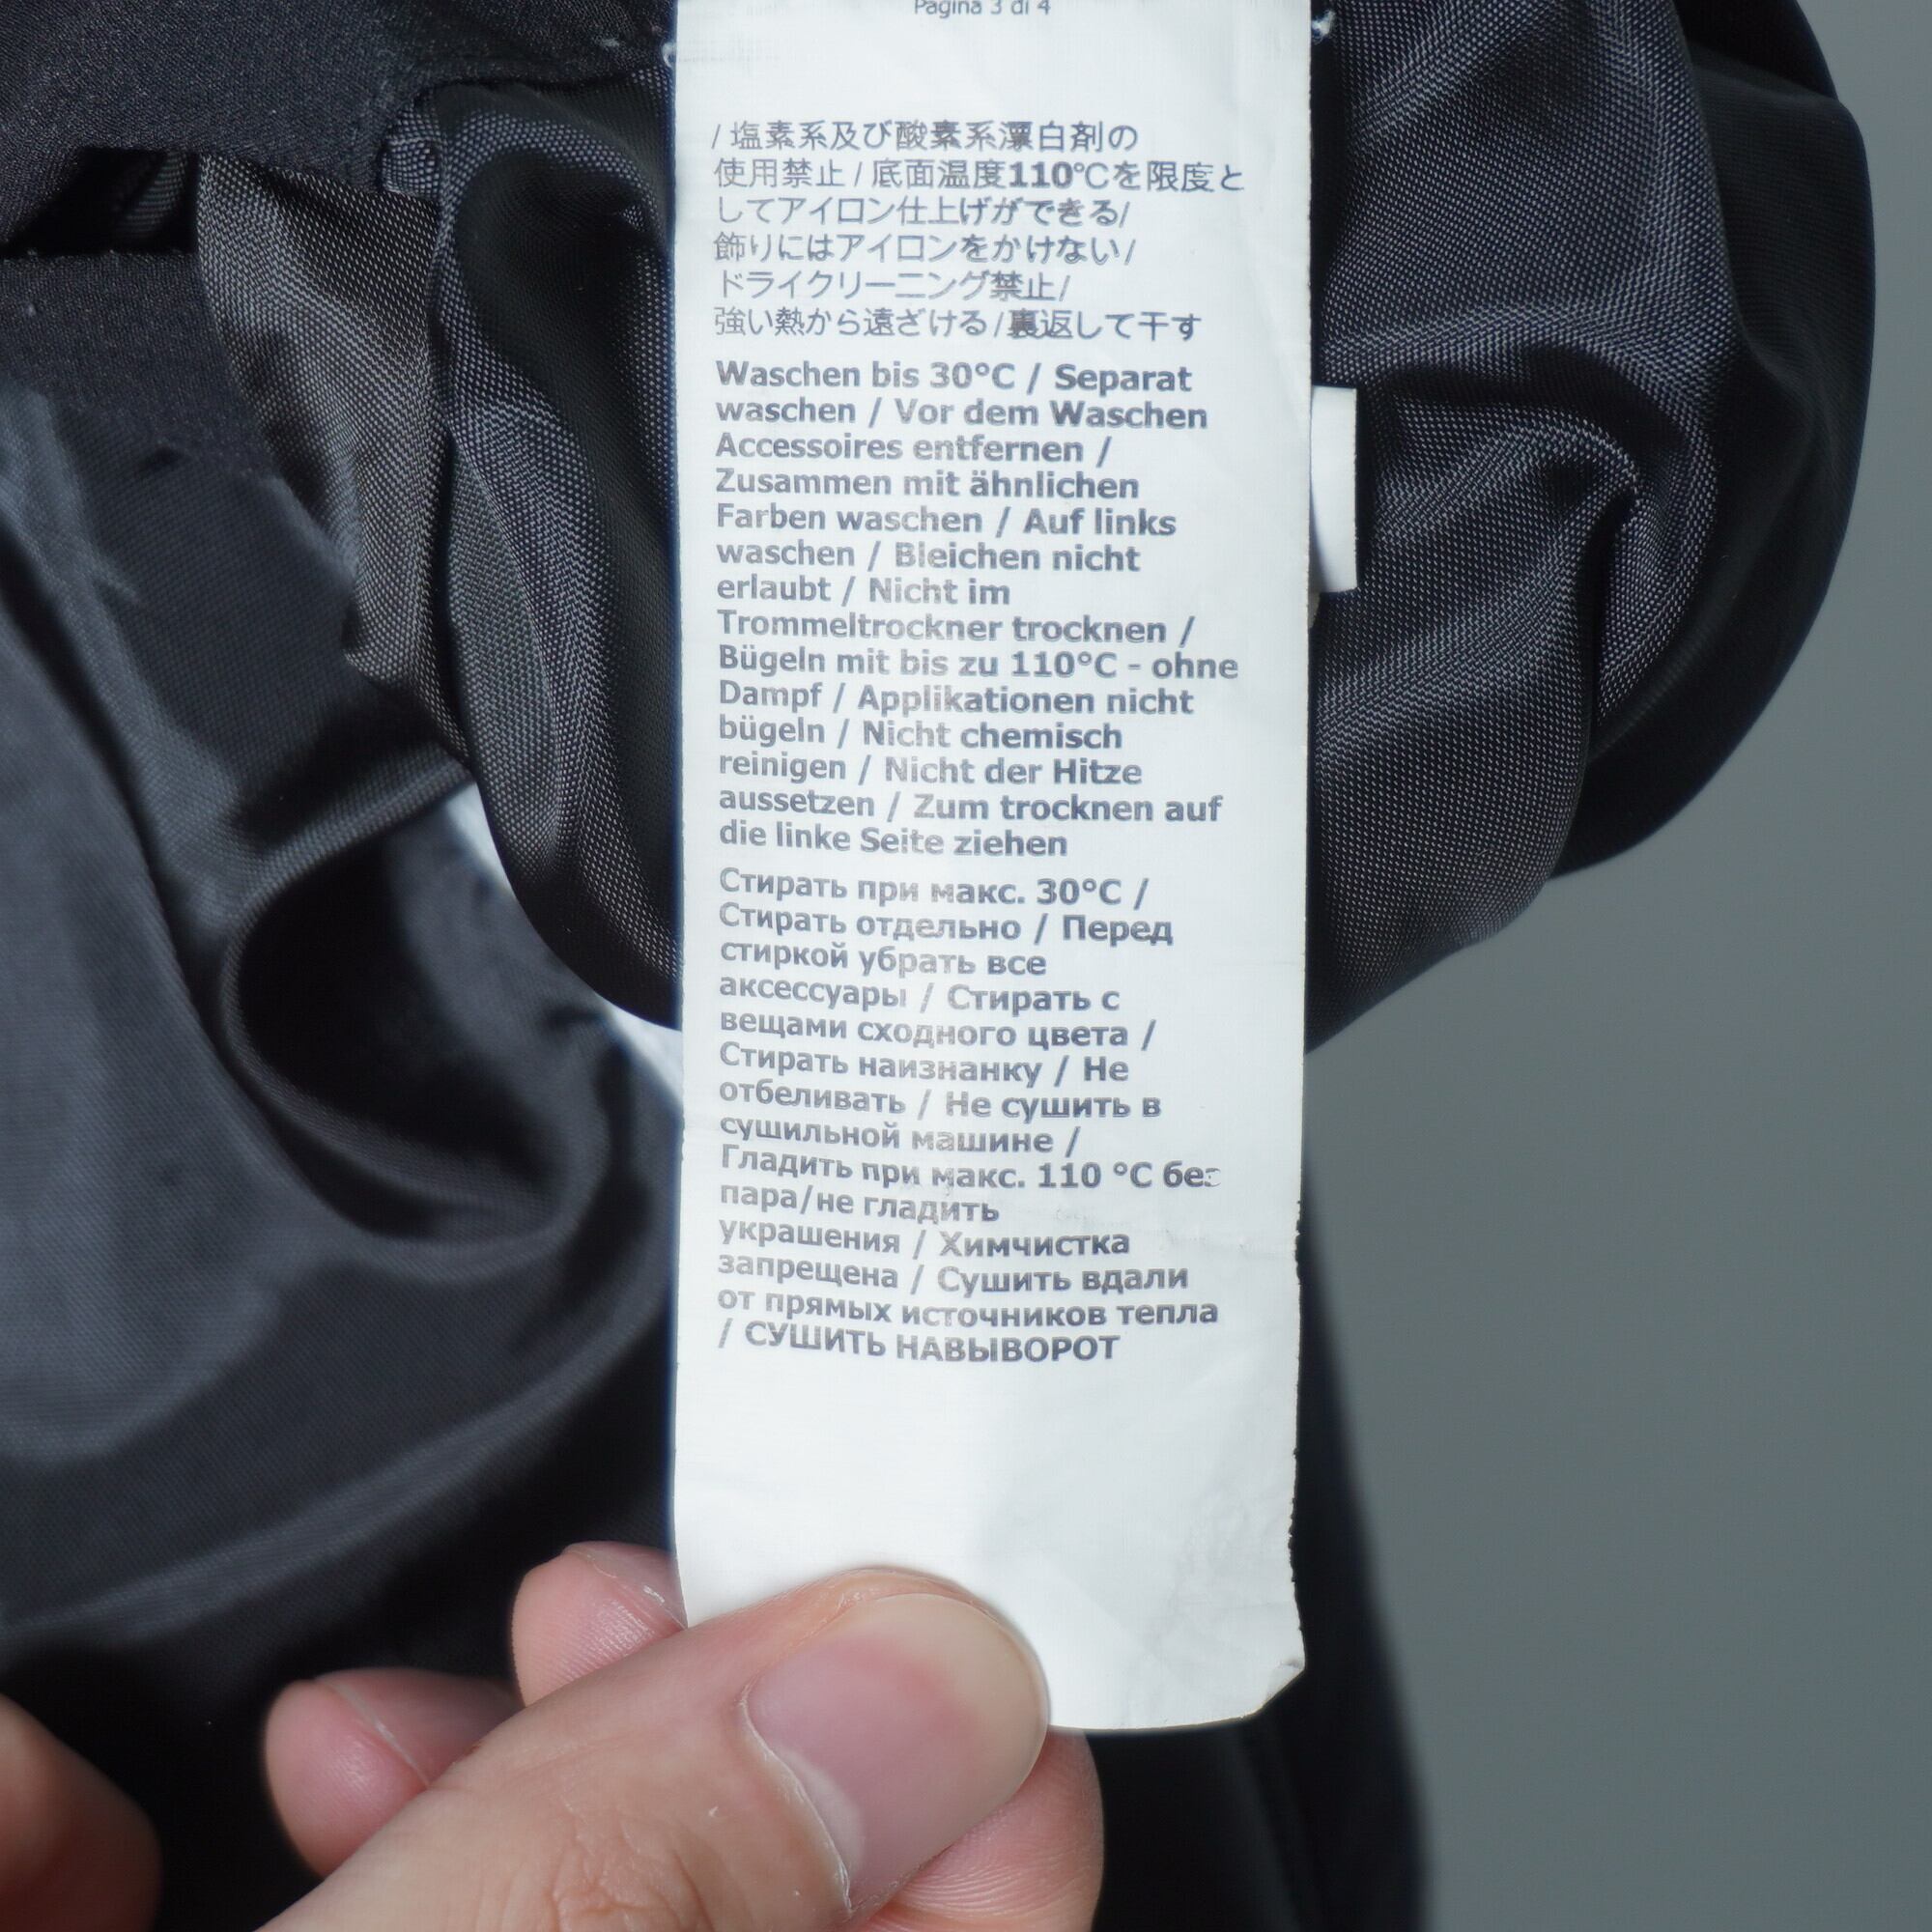 Pagina 3 di 4
/塩素系及び酸素系漂白剤の
使用禁止/底面温度110℃を限度と
してアイロン仕上げができる/
飾りにはアイロンをかけない/
ドライクリーニング禁止/
強い熱から遠ざける/裏返して干す
Waschen bis 30°C / Separat
waschen / Vor dem Waschen
Accessoires entfernen /
Zusammen mit ähnlichen
Farben waschen / Auf links
waschen / Bleichen nicht
erlaubt / Nicht im
Trommeltrockner trocknen /
Bügeln mit bis zu 110°C - ohne
Dampf / Applikationen nicht
bügeln / Nicht chemisch
reinigen / Nicht der Hitze
aussetzen / Zum trocknen auf
die linke Seite ziehen
Стирать при макс. 30°C /
Стирать отдельно / Перед
стиркой убрать все
аксессуары / Стирать с
вещами сходного цвета /
Стирать наизнанку / Не
отбеливать / Не сушить в
сушильной машине /
Гладить при макс. 110 °C без
пара/не гладить
украшения / Химчистка
запрещена / Сушить вдали
от прямых источников тепла
/ СУШИТЬ НАВЫВОРОТ